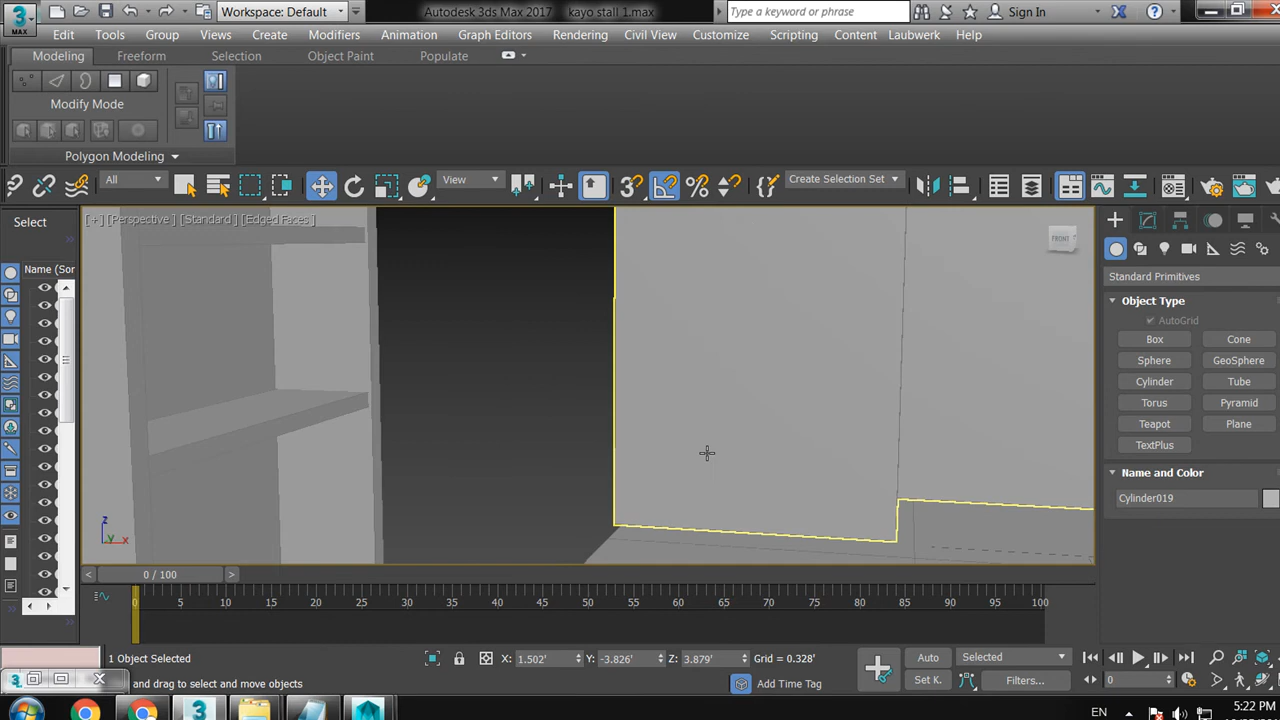 MAX
Workspace: Default
Autodesk 3ds Max 2017
kayo stall 1.max
Type a keyword or phrase
Sign In
Edit Tools Group Views Create Modifiers Animation Graph Editors Rendering Civil View Customize Scripting Content Laubwerk Help
Modeling Freeform Selection Object Paint Populate
Modify Mode
Polygon Modeling
All
View
Create Selection Set
Select
[+] [Perspective] [Standard] [Edged Faces]
FRONT
Name (Sor
Standard Primitives
Object Type
AutoGrid
Box Cone
Sphere GeoSphere
Cylinder Tube
Torus Pyramid
Teapot Plane
TextPlus
Name and Color
Cylinder019
z
x
y
< 0 / 100 >
0 5 10 15 20 25 30 35 40 45 50 55 60 65 70 75 80 85 90 95 100
1 Object Selected
X: 1.502' Y: -3.826' Z: 3.879' Grid = 0.328'
Auto Selected
Set K. Filters...
0
and drag to select and move objects
Add Time Tag
EN
5:22 PM